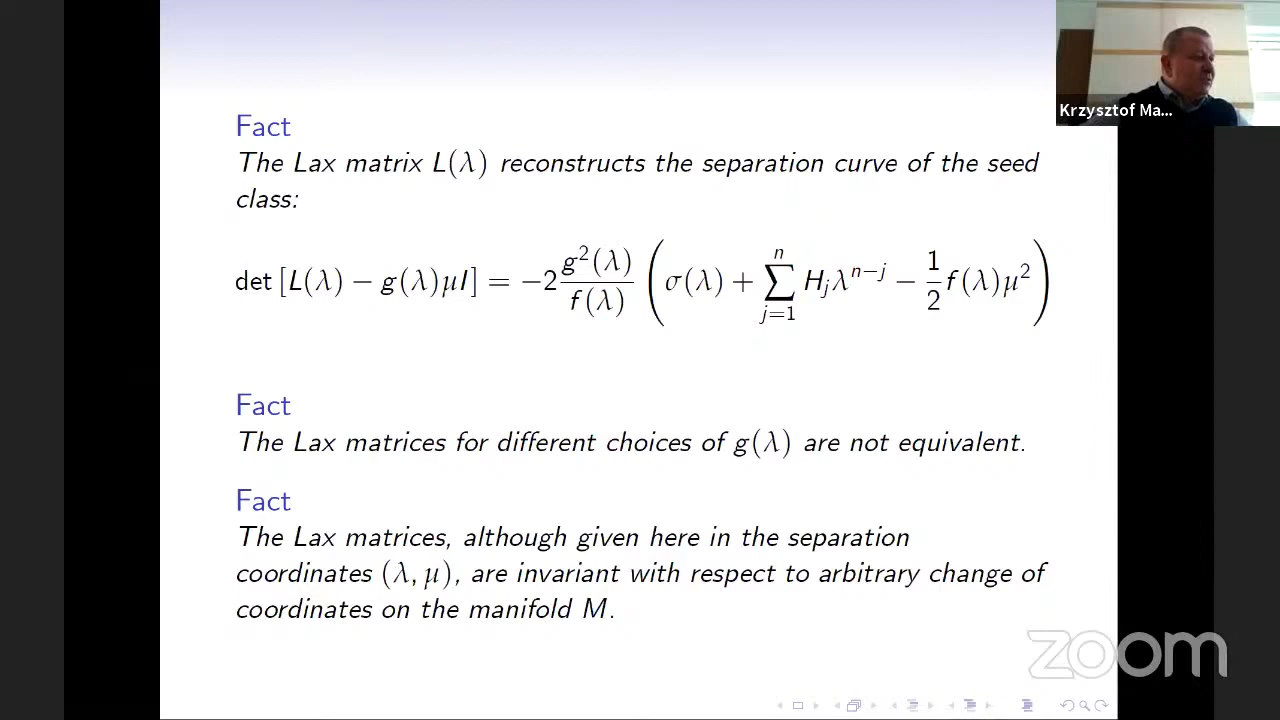 Krzysztof Ma...
Fact
The Lax matrix L(λ) reconstructs the separation curve of the seed
class:
det [L(λ) − g(λ)μI] = −2 g²(λ)/f(λ) (σ(λ) + ∑_{j=1}^{n} H_jλ^{n−j} − 1/2 f(λ)μ²)
Fact
The Lax matrices for different choices of g(λ) are not equivalent.
Fact
The Lax matrices, although given here in the separation
coordinates (λ, μ), are invariant with respect to arbitrary change of
coordinates on the manifold M.
zoom